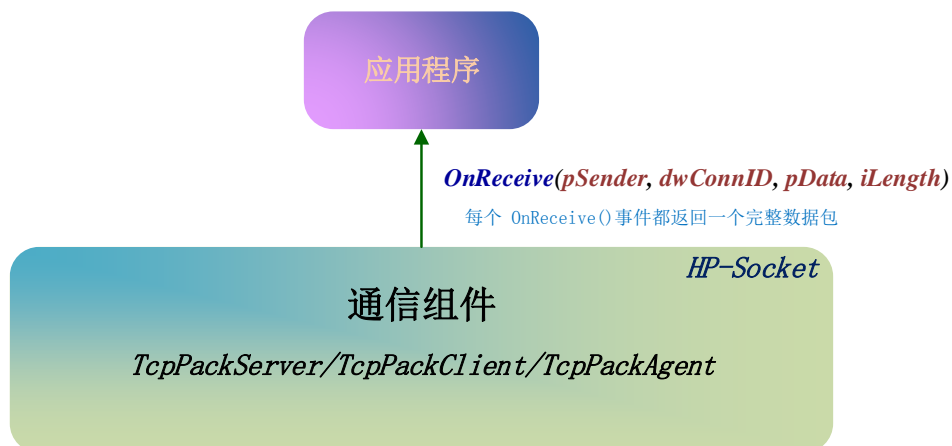 应用程序
OnReceive(pSender, dwConnID, pData, iLength)
每个 OnReceive()事件都返回一个完整数据包
HP-Socket
通信组件
TcpPackServer/TcpPackClient/TcpPackAgent